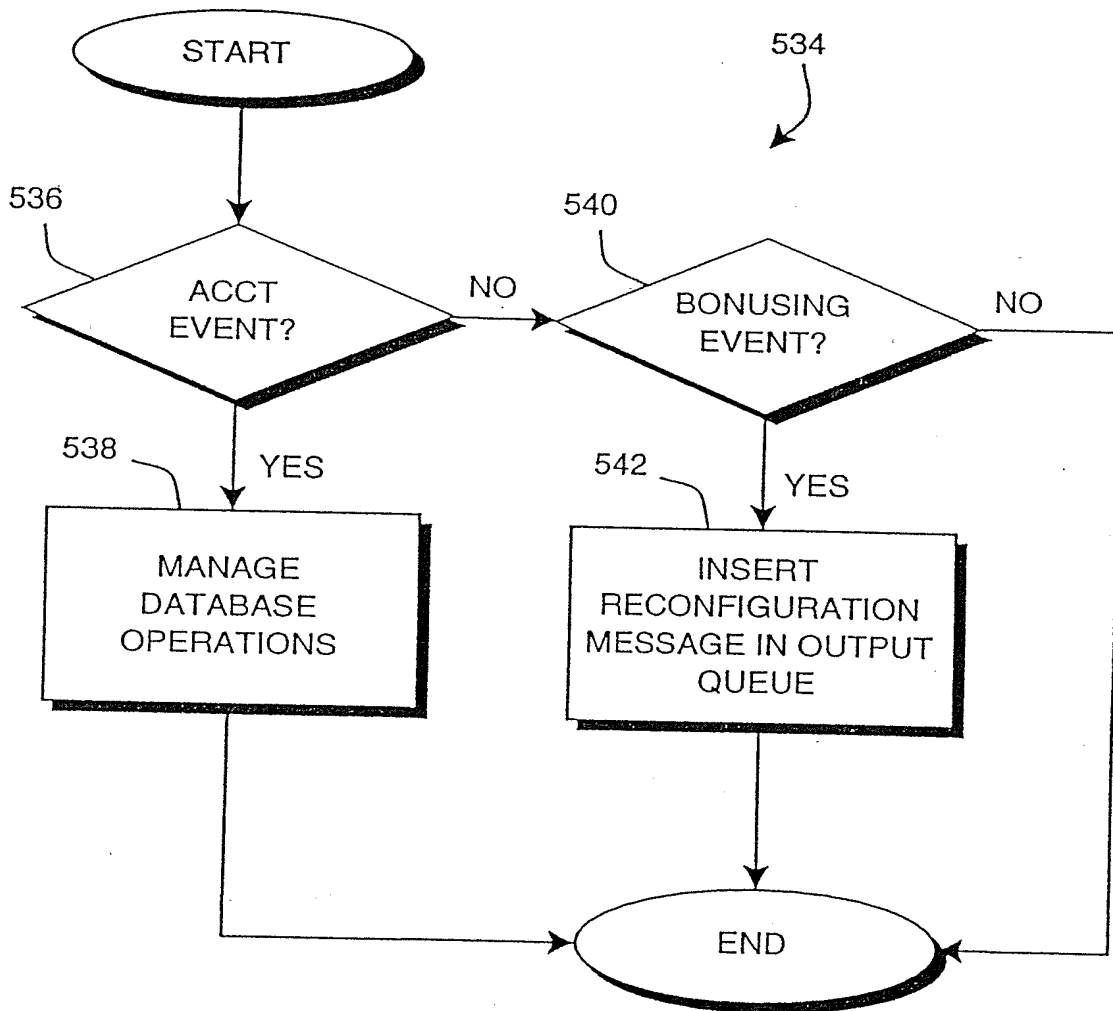 START
534
536
540
ACCT
EVENT?
NO
BONUSING
EVENT?
NO
538
YES
542
YES
MANAGE
DATABASE
OPERATIONS
INSERT
RECONFIGURATION
MESSAGE IN OUTPUT
QUEUE
END